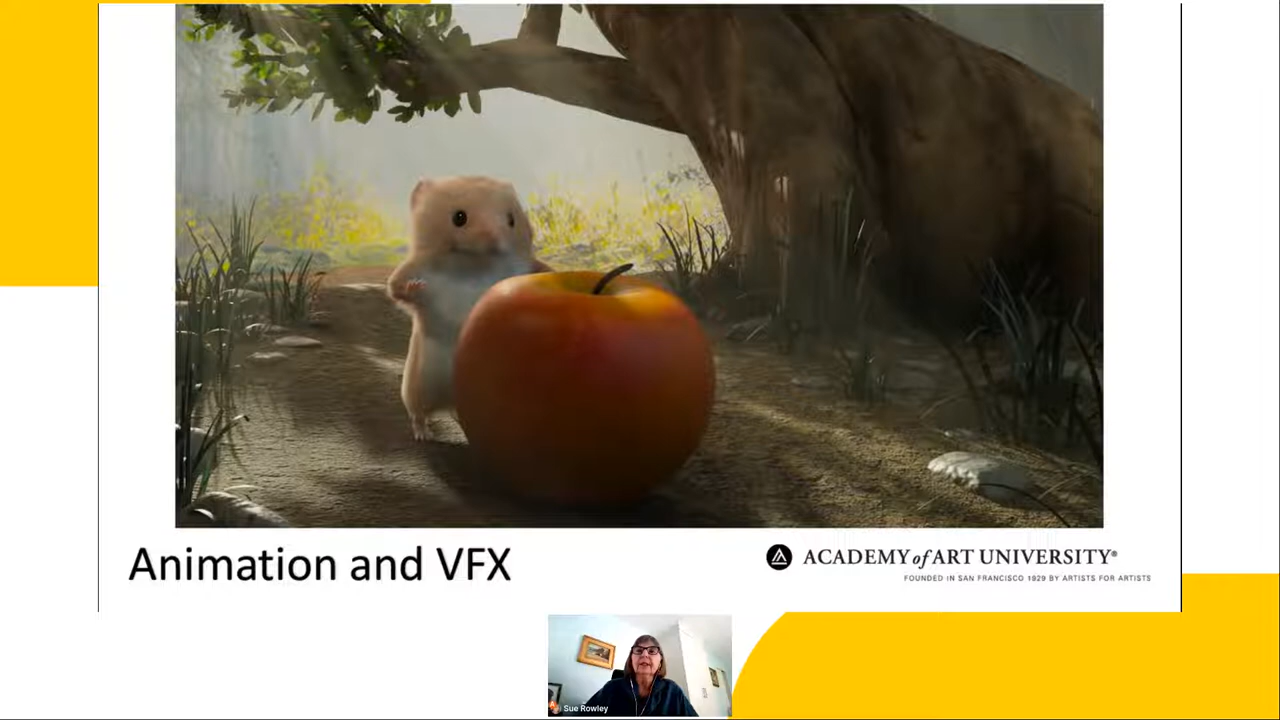 Animation and VFX
ACADEMY of ART UNIVERSITY®
FOUNDED IN SAN FRANCISCO 1929 BY ARTISTS FOR ARTISTS
Sue Rowley